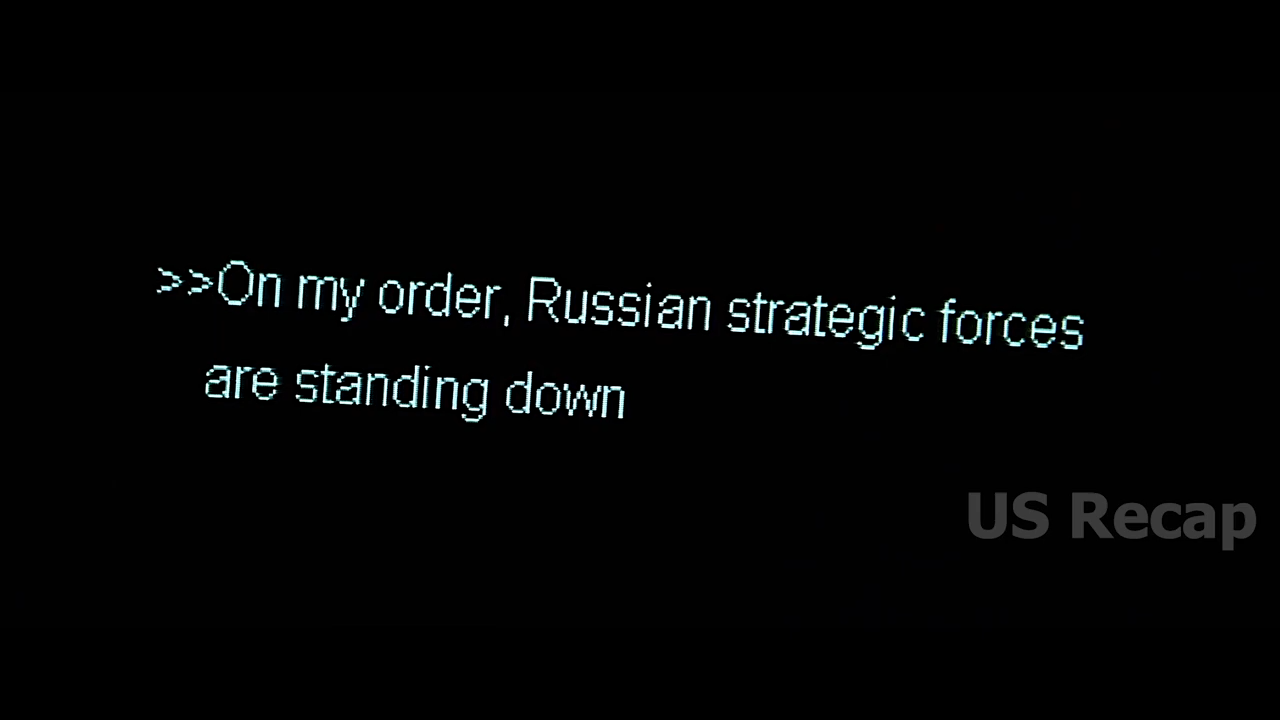 >>On my order, Russian strategic forces
are standing down
US Recap